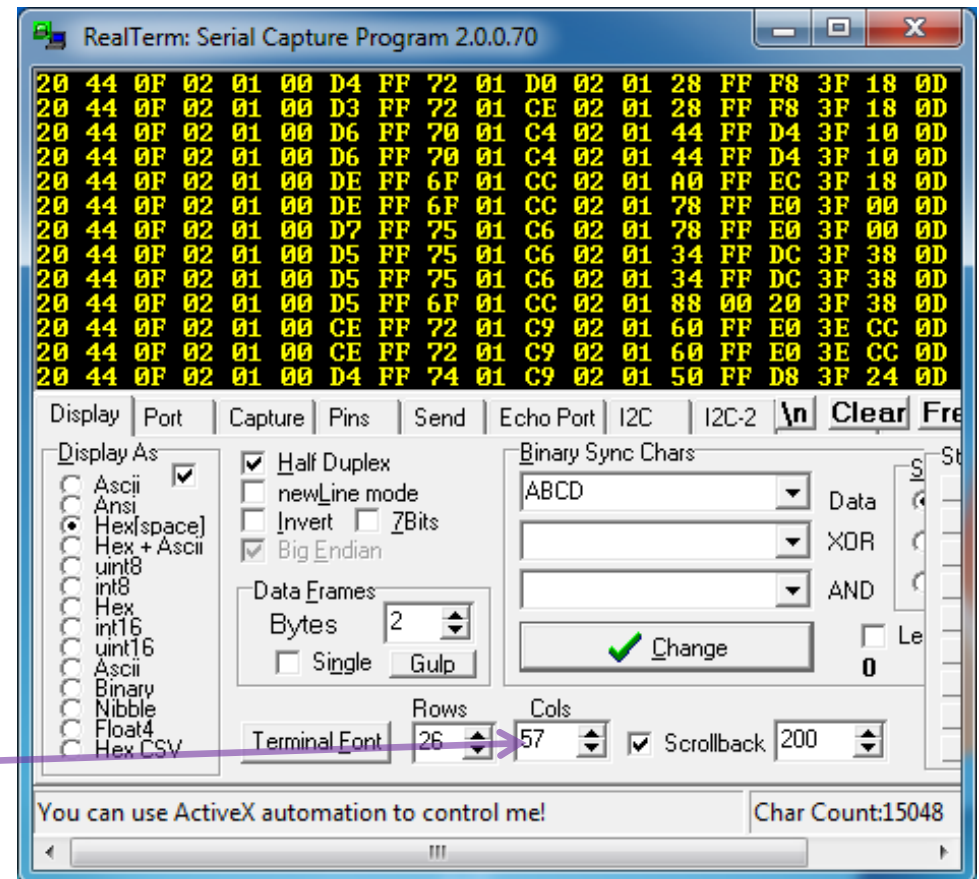 RealTerm: Serial Capture Program 2.0.0.70
20 44 0F 02 01 00 D4 FF 72 01 D0 02 01 28 FF F8 3F 18 0D
20 44 0F 02 01 00 D3 FF 72 01 CE 02 01 28 FF F8 3F 18 0D
20 44 0F 02 01 00 D6 FF 70 01 C4 02 01 44 FF D4 3F 10 0D
20 44 0F 02 01 00 D6 FF 70 01 C4 02 01 44 FF D4 3F 10 0D
20 44 0F 02 01 00 DE FF 6F 01 CC 02 01 A0 FF EC 3F 18 0D
20 44 0F 02 01 00 DE FF 6F 01 CC 02 01 78 FF E0 3F 00 0D
20 44 0F 02 01 00 D7 FF 75 01 C6 02 01 78 FF E0 3F 00 0D
20 44 0F 02 01 00 D5 FF 75 01 C6 02 01 34 FF DC 3F 38 0D
20 44 0F 02 01 00 D5 FF 75 01 C6 02 01 34 FF DC 3F 38 0D
20 44 0F 02 01 00 D5 FF 6F 01 CC 02 01 88 00 20 3F 38 0D
20 44 0F 02 01 00 CE FF 72 01 C9 02 01 60 FF E0 3E CC 0D
20 44 0F 02 01 00 CE FF 72 01 C9 02 01 60 FF E0 3E CC 0D
20 44 0F 02 01 00 D4 FF 74 01 C9 02 01 50 FF D8 3F 24 0D
Display Port Capture Pins Send Echo Port I2C I2C-2 \n Clear Fre
Display As
Ascii
Ansi
Hex[space]
Hex + Ascii
uint8
int8
Hex
int16
uint16
Ascii
Binary
Nibble
Float4
Hex CSV
Half Duplex
newLine mode
Invert 7Bits
Big Endian
Data Frames
Bytes 2
Single Gulp
Binary Sync Chars
ABCD Data
XOR
AND
Change
Le
0
S
St
Rows Cols
Terminal Font 26 57 Scrollback 200
You can use ActiveX automation to control me! Char Count:15048